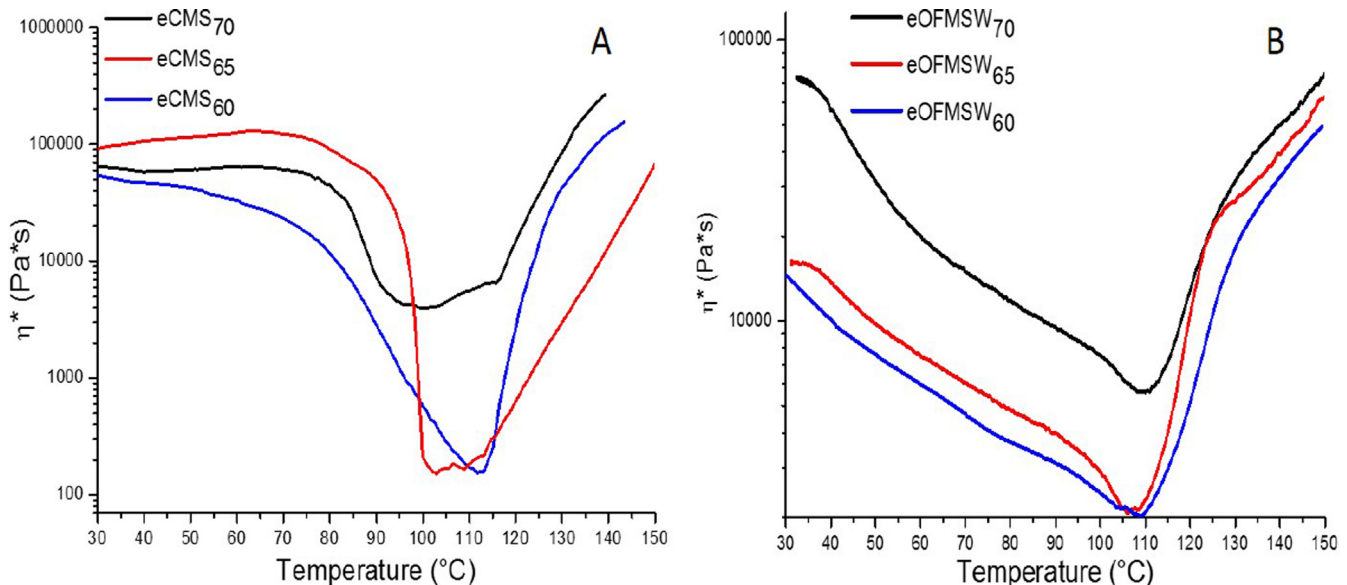 eCMS70
eCMS65
eCMS60
A
1000000
100000
10000
1000
100
η* (Pa*s)
30 40 50 60 70 80 90 100 110 120 130 140 150
Temperature (°C)
eOFMSW70
eOFMSW65
eOFMSW60
B
100000
10000
η* (Pa*s)
30 40 50 60 70 80 90 100 110 120 130 140 150
Temperature (°C)